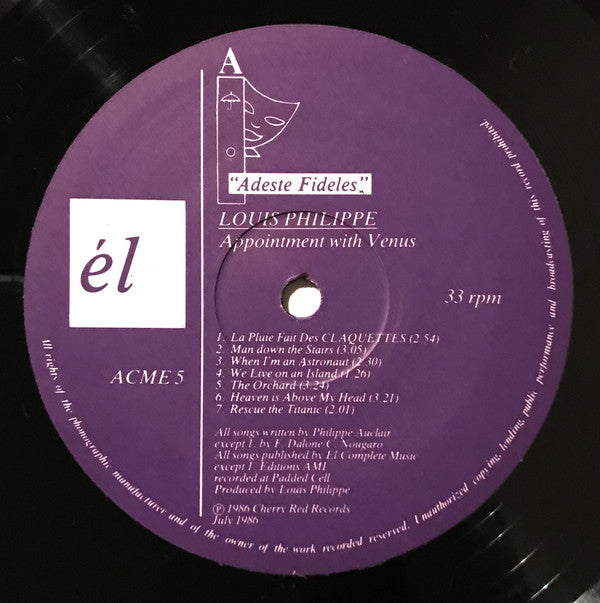 A
"Adeste Fideles"
LOUIS PHILIPPE
Appointment with Venus
él
33 rpm
ACME 5
1. La Pluie Fait Des CLAQUETTES (2.54)
2. Man down the Stairs (3.05)
3. When I'm an Astronaut (2.30)
4. We Live on an Island (1.26)
5. The Orchard (3.24)
6. Heaven is Above My Head (3.21)
7. Rescue the Titanic (2.01)
All songs written by Philippe Auclair
except 1. by F. Dalone C. Nougaro
All songs published by El Complete Music
except 1. Editions AMI
recorded at Padded Cell
Produced by Louis Philippe
℗ 1986 Cherry Red Records
July 1986
All rights of the phonographic manufacturer and of the owner of the work recorded reserved. Unauthorized copying, lending, public performance and broadcasting of this record prohibited.